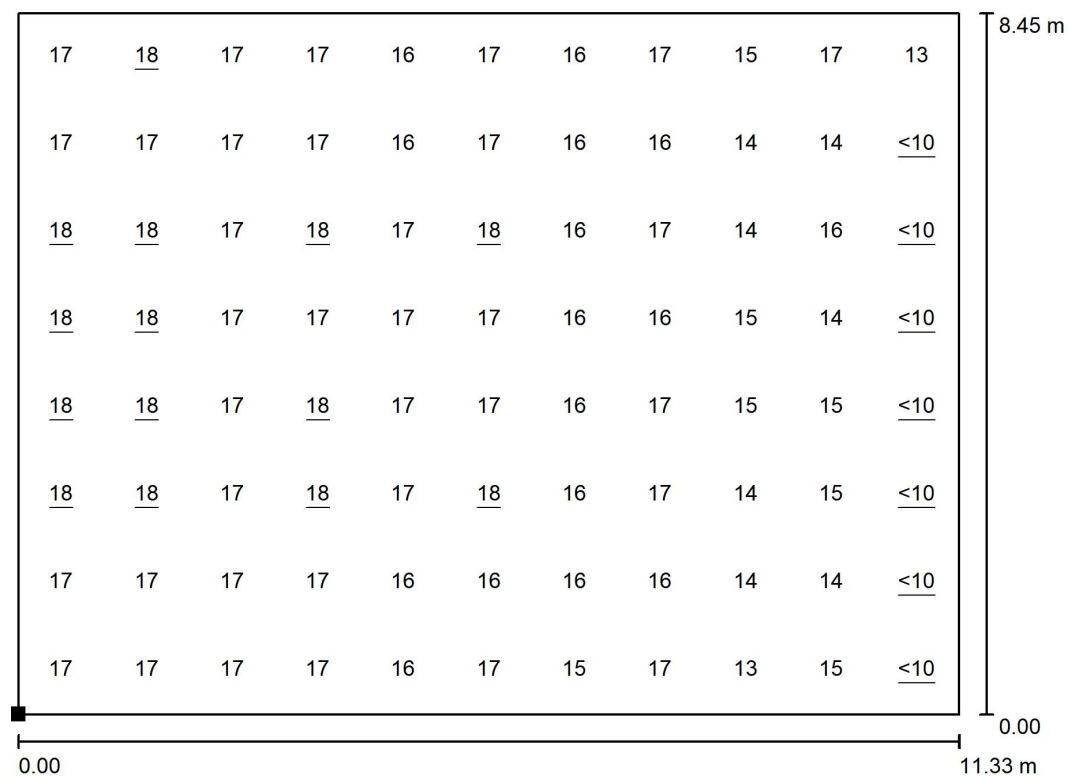 8.45 m
17 18 17 17 16 17 16 17 15 17 13
17 17 17 17 16 17 16 16 14 14 <10
18 18 17 18 17 18 16 17 14 16 <10
18 18 17 17 17 17 16 16 15 14 <10
18 18 17 18 17 17 16 17 15 15 <10
18 18 17 18 17 18 16 17 14 15 <10
17 17 17 17 16 16 16 16 14 14 <10
17 17 17 17 16 17 15 17 13 15 <10
0.00
0.00 11.33 m